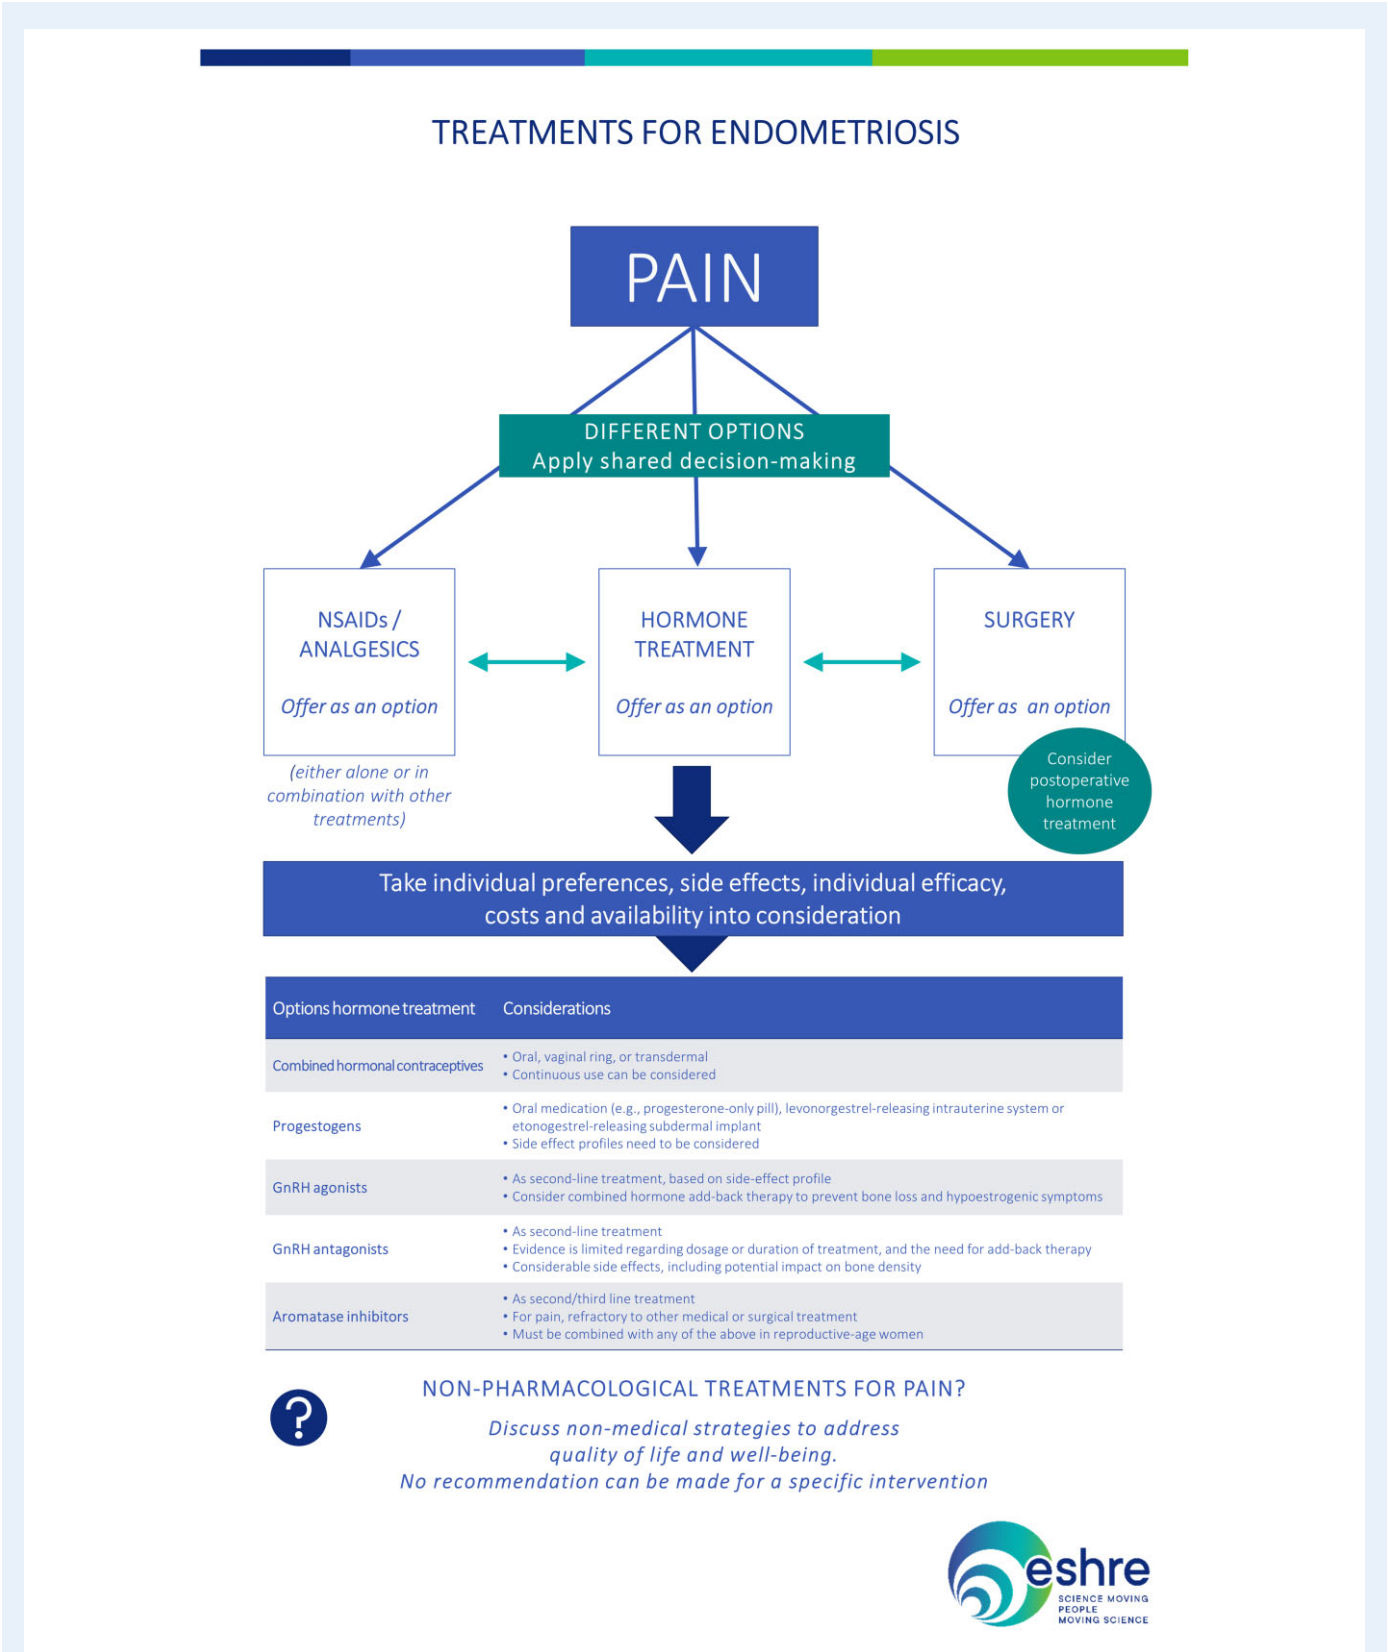 TREATMENTS FOR ENDOMETRIOSIS
PAIN
DIFFERENT OPTIONS
Apply shared decision-making
NSAIDs /
ANALGESICS
Offer as an option
(either alone or in
combination with other
treatments)
HORMONE
TREATMENT
Offer as an option
SURGERY
Offer as an option
Consider
postoperative
hormone
treatment
Take individual preferences, side effects, individual efficacy,
costs and availability into consideration
Options hormone treatment Considerations
Combined hormonal contraceptives
• Oral, vaginal ring, or transdermal
• Continuous use can be considered
Progestogens
• Oral medication (e.g., progesterone-only pill), levonorgestrel-releasing intrauterine system or
etonogestrel-releasing subdermal implant
• Side effect profiles need to be considered
GnRH agonists
• As second-line treatment, based on side-effect profile
• Consider combined hormone add-back therapy to prevent bone loss and hypoestrogenic symptoms
GnRH antagonists
• As second-line treatment
• Evidence is limited regarding dosage or duration of treatment, and the need for add-back therapy
• Considerable side effects, including potential impact on bone density
Aromatase inhibitors
• As second/third line treatment
• For pain, refractory to other medical or surgical treatment
• Must be combined with any of the above in reproductive-age women
?
NON-PHARMACOLOGICAL TREATMENTS FOR PAIN?
Discuss non-medical strategies to address
quality of life and well-being.
No recommendation can be made for a specific intervention
eshre
SCIENCE MOVING
PEOPLE
MOVING SCIENCE